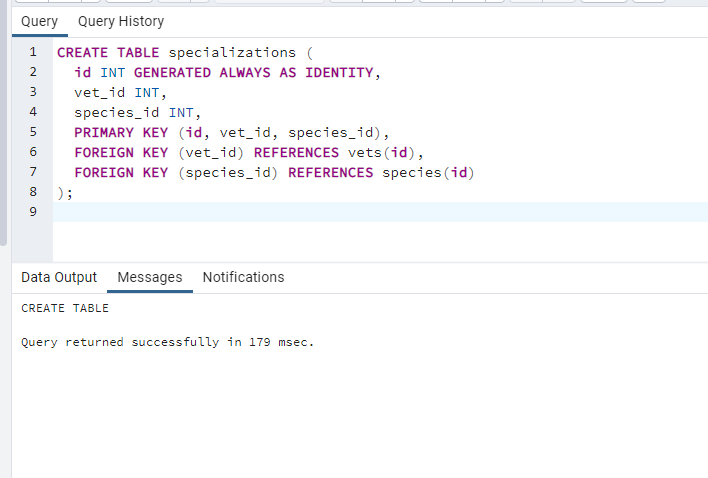 Query Query History
1 CREATE TABLE specializations (
2 id INT GENERATED ALWAYS AS IDENTITY,
3 vet_id INT,
4 species_id INT,
5 PRIMARY KEY (id, vet_id, species_id),
6 FOREIGN KEY (vet_id) REFERENCES vets(id),
7 FOREIGN KEY (species_id) REFERENCES species(id)
8 );
9
Data Output Messages Notifications
CREATE TABLE
Query returned successfully in 179 msec.